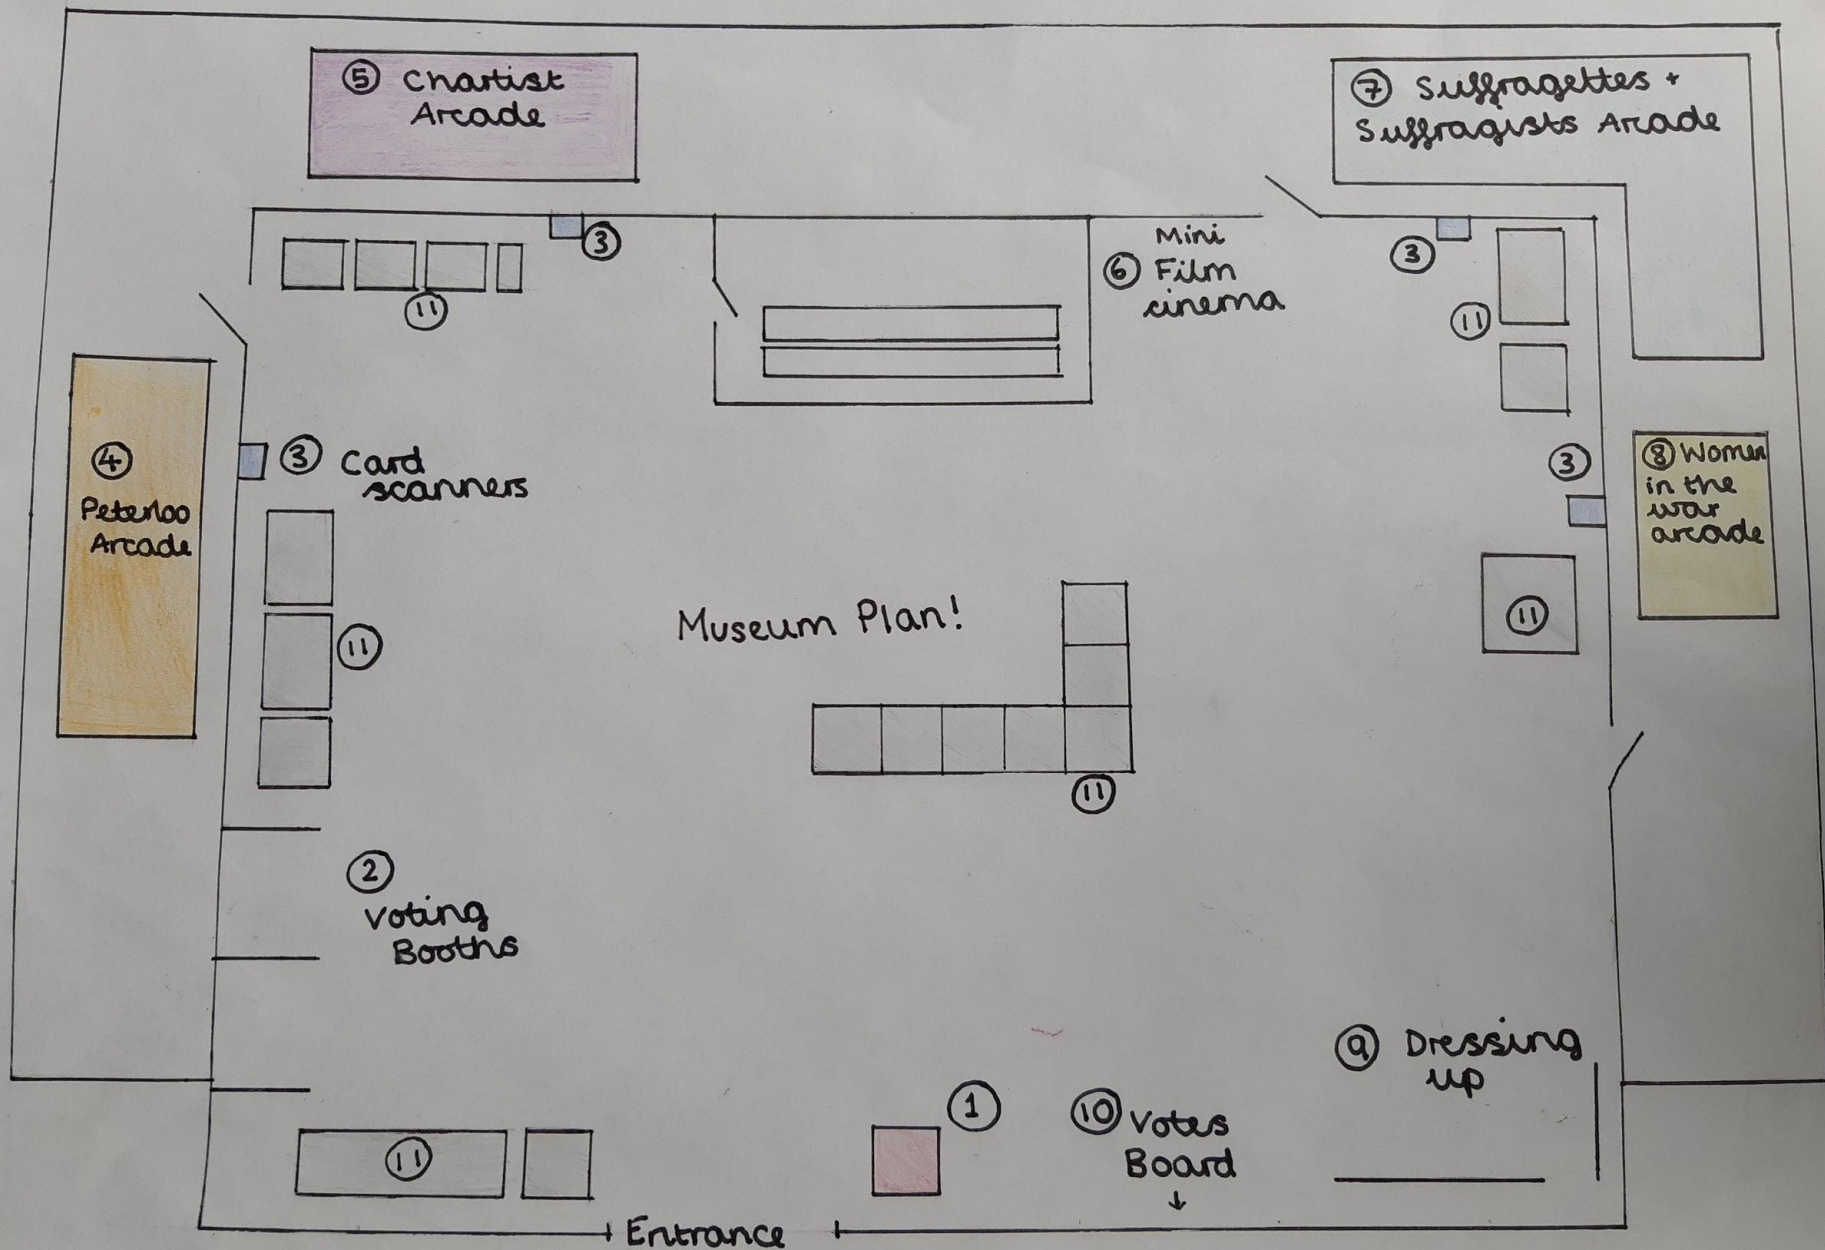 ⑤ Chartist
Arcade
⑦ Suffragettes +
Suffragists Arcade
③
③
Mini
⑥ Film
cinema
⑪
⑪
④
Peterloo
Arcade
③ Card
scanners
③
⑧ Women
in the
war
arcade
Museum Plan!
⑪
⑪
⑪
②
Voting
Booths
⑨ Dressing
up
①
⑩ Votes
Board
↓
⑪
Entrance